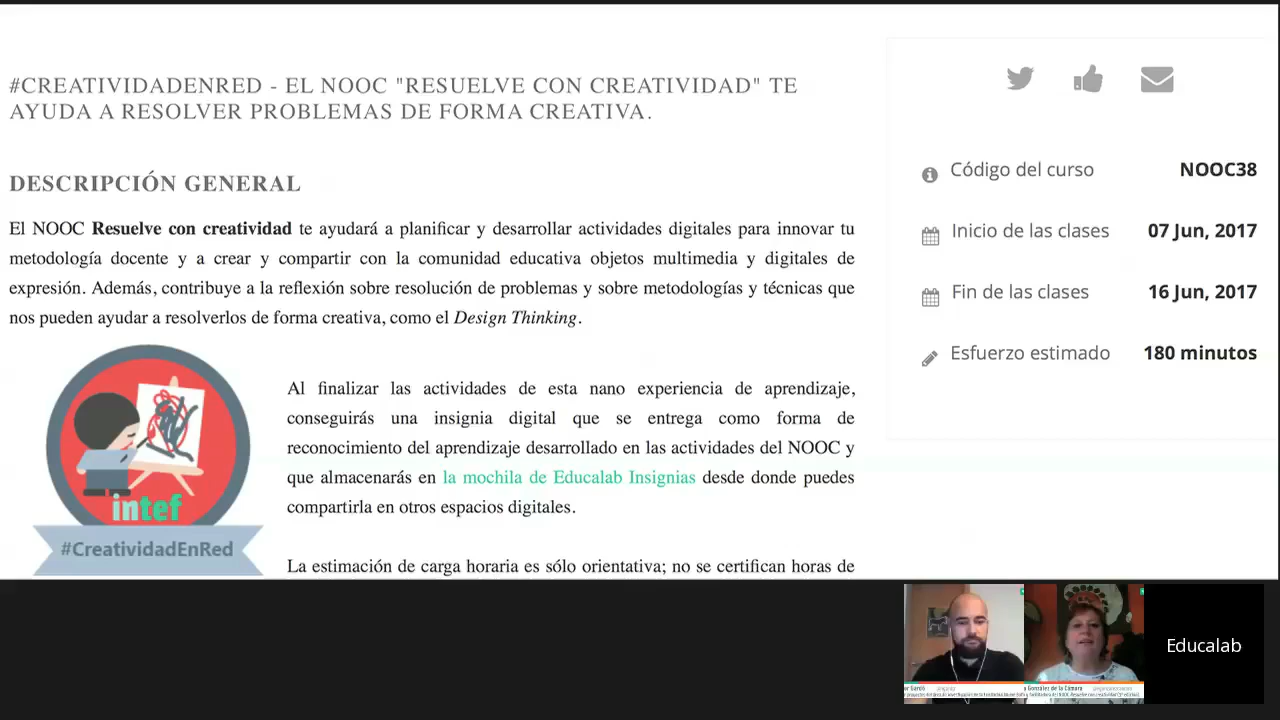 #CREATIVIDADENRED - EL NOOC "RESUELVE CON CREATIVIDAD" TE
AYUDA A RESOLVER PROBLEMAS DE FORMA CREATIVA.
DESCRIPCIÓN GENERAL
El NOOC Resuelve con creatividad te ayudará a planificar y desarrollar actividades digitales para innovar tu
metodología docente y a crear y compartir con la comunidad educativa objetos multimedia y digitales de
expresión. Además, contribuye a la reflexión sobre resolución de problemas y sobre metodologías y técnicas que
nos pueden ayudar a resolverlos de forma creativa, como el Design Thinking.
Al finalizar las actividades de esta nano experiencia de aprendizaje,
conseguirás una insignia digital que se entrega como forma de
reconocimiento del aprendizaje desarrollado en las actividades del NOOC y
que almacenarás en la mochila de Educalab Insignias desde donde puedes
compartirla en otros espacios digitales.
La estimación de carga horaria es sólo orientativa; no se certifican horas de
intef
#CreatividadEnRed
Código del curso NOOC38
Inicio de las clases 07 Jun, 2017
Fin de las clases 16 Jun, 2017
Esfuerzo estimado 180 minutos
González de la Cámara
Educalab